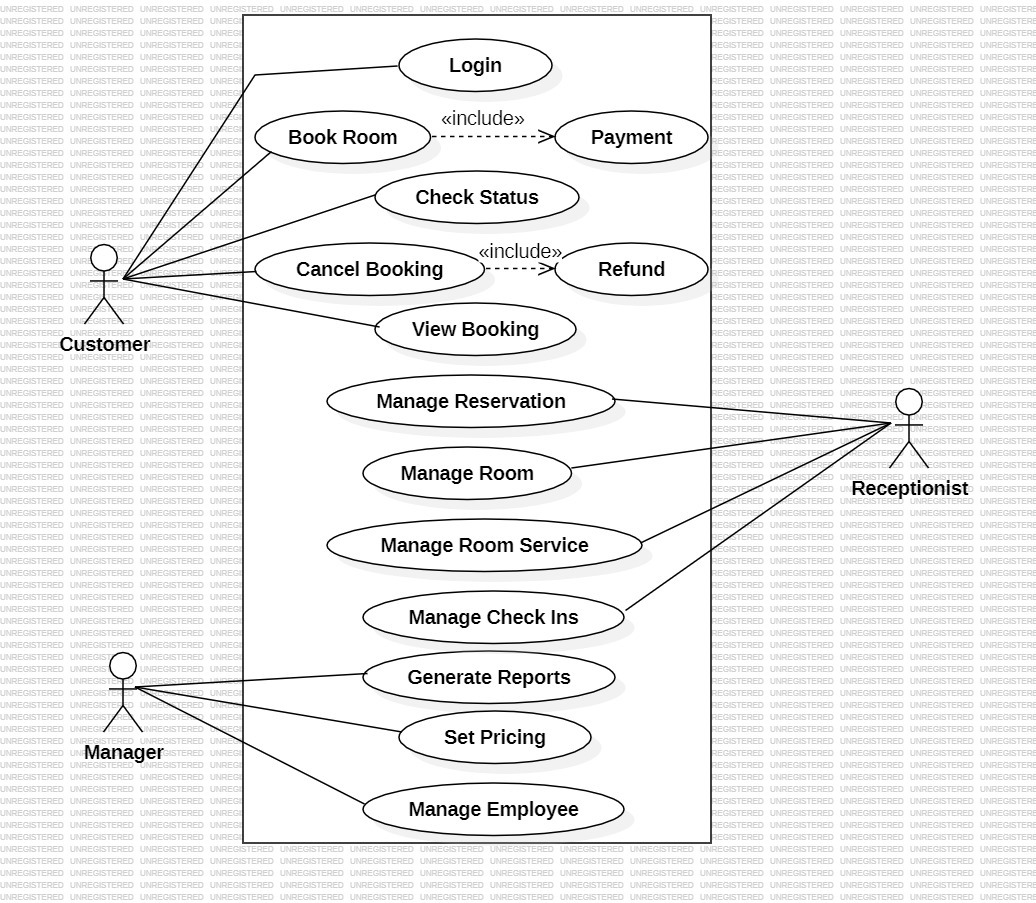 Login
«include»
Book Room
Payment
Check Status
«include»
Cancel Booking
Refund
View Booking
Customer
Manage Reservation
Manage Room
Receptionist
Manage Room Service
Manage Check Ins
Generate Reports
Set Pricing
Manager
Manage Employee
UNREGISTERED